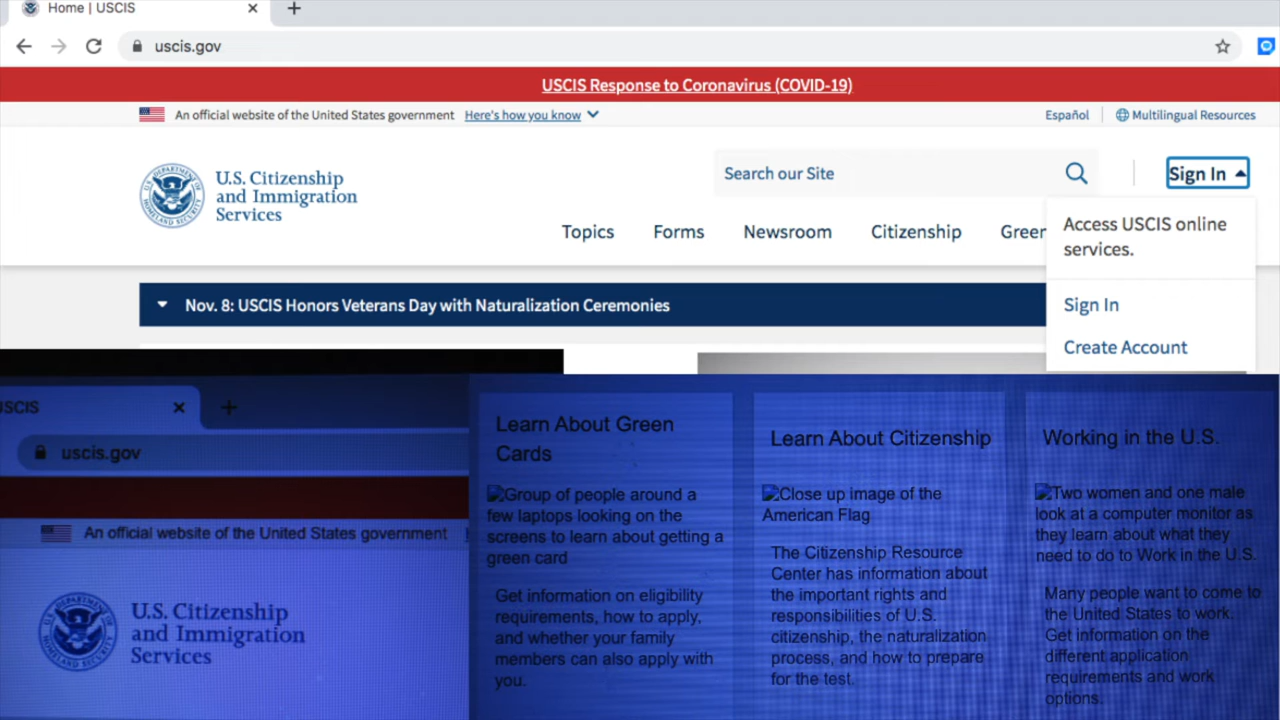 Home | USCIS
uscis.gov
USCIS Response to Coronavirus (COVID-19)
An official website of the United States government Here's how you know
Español
Multilingual Resources
U.S. Citizenship
and Immigration
Services
Search our Site
Sign In
Topics Forms Newsroom Citizenship Green
Access USCIS online
services.
Sign In
Create Account
Nov. 8: USCIS Honors Veterans Day with Naturalization Ceremonies
USCIS
uscis.gov
An official website of the United States government
U.S. Citizenship
and Immigration
Services
Learn About Green
Cards
Group of people around a
few laptops looking on the
screens to learn about getting a
green card
Get information on eligibility
requirements, how to apply,
and whether your family
members can also apply with
you.
Learn About Citizenship
Close up image of the
American Flag
The Citizenship Resource
Center has information about
the important rights and
responsibilities of U.S.
citizenship, the naturalization
process, and how to prepare
for the test.
Working in the U.S.
Two women and one male
look at a computer monitor as
they learn about what they
need to do to Work in the U.S.
Many people want to come to
the United States to work.
Get information on the
different application
requirements and work
options.